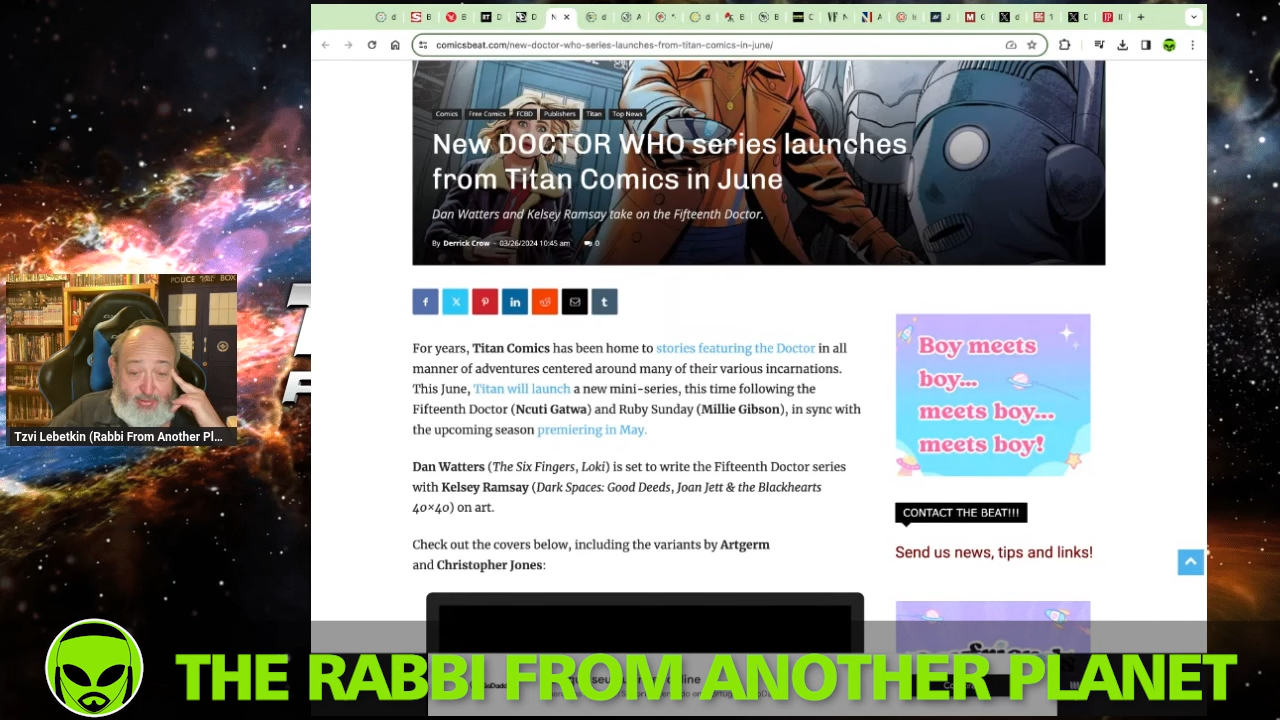 comicsbeat.com/new-doctor-who-series-launches-from-titan-comics-in-june/
Comics Free Comics FCBD Publishers Titan Top News
New DOCTOR WHO series launches
from Titan Comics in June
Dan Watters and Kelsey Ramsay take on the Fifteenth Doctor.
By Derrick Crow - 03/26/2024 10:45 am 0
POLICE BOX
Tzvi Lebetkin (Rabbi From Another Pl...
For years, Titan Comics has been home to stories featuring the Doctor in all
manner of adventures centered around many of their various incarnations.
This June, Titan will launch a new mini-series, this time following the
Fifteenth Doctor (Ncuti Gatwa) and Ruby Sunday (Millie Gibson), in sync with
the upcoming season premiering in May.
Dan Watters (The Six Fingers, Loki) is set to write the Fifteenth Doctor series
with Kelsey Ramsay (Dark Spaces: Good Deeds, Joan Jett & the Blackhearts
40×40) on art.
Check out the covers below, including the variants by Artgerm
and Christopher Jones:
Boy meets
boy...
meets boy...
meets boy!
CONTACT THE BEAT!!!
Send us news, tips and links!
THE RABBI FROM ANOTHER PLANET